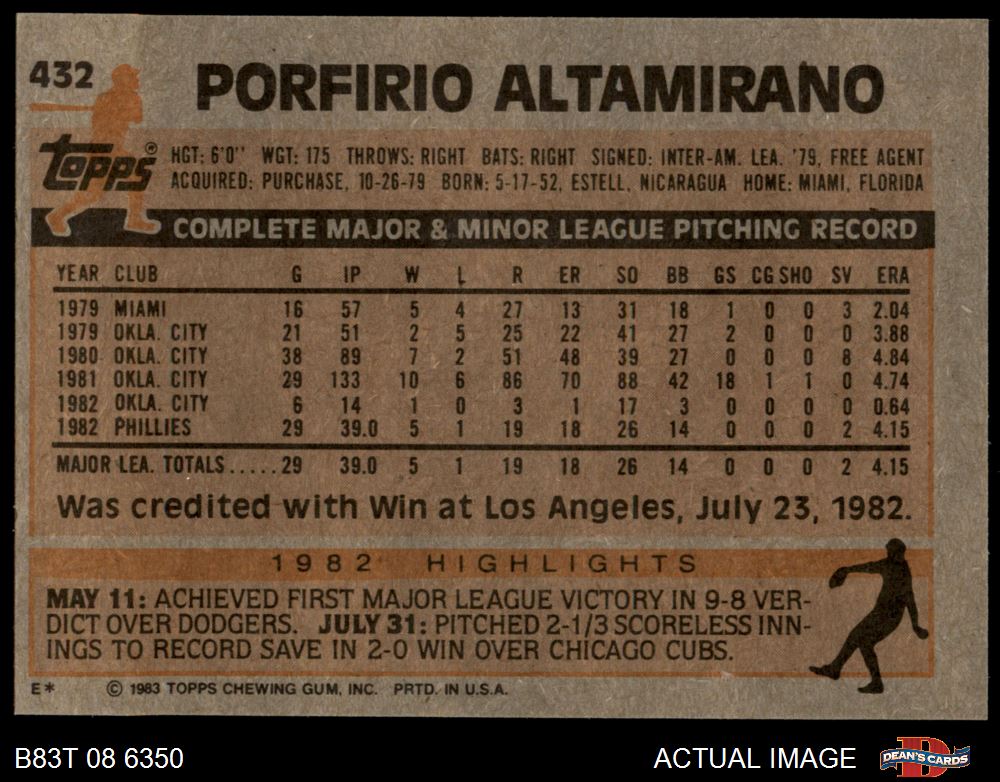 432
PORFIRIO ALTAMIRANO
topps®
HGT: 6'0" WGT: 175 THROWS: RIGHT BATS: RIGHT SIGNED: INTER-AM. LEA. '79, FREE AGENT
ACQUIRED: PURCHASE, 10-26-79 BORN: 5-17-52, ESTELL, NICARAGUA HOME: MIAMI, FLORIDA
COMPLETE MAJOR & MINOR LEAGUE PITCHING RECORD
YEAR CLUB G IP W L R ER SO BB GS CG SHO SV ERA
1979 MIAMI 16 57 5 4 27 13 31 18 1 0 0 3 2.04
1979 OKLA. CITY 21 51 2 5 25 22 41 27 2 0 0 0 3.88
1980 OKLA. CITY 38 89 7 2 51 48 39 27 0 0 0 8 4.84
1981 OKLA. CITY 29 133 10 6 86 70 88 42 18 1 1 0 4.74
1982 OKLA. CITY 6 14 1 0 3 1 17 3 0 0 0 0 0.64
1982 PHILLIES 29 39.0 5 1 19 18 26 14 0 0 0 2 4.15
MAJOR LEA. TOTALS.....29 39.0 5 1 19 18 26 14 0 0 0 2 4.15
Was credited with Win at Los Angeles, July 23, 1982.
1982 HIGHLIGHTS
MAY 11: ACHIEVED FIRST MAJOR LEAGUE VICTORY IN 9-8 VER-
DICT OVER DODGERS. JULY 31: PITCHED 2-1/3 SCORELESS INN-
INGS TO RECORD SAVE IN 2-0 WIN OVER CHICAGO CUBS.
E* © 1983 TOPPS CHEWING GUM, INC. PRTD. IN U.S.A.
B83T 08 6350
ACTUAL IMAGE
DEAN'S CARDS